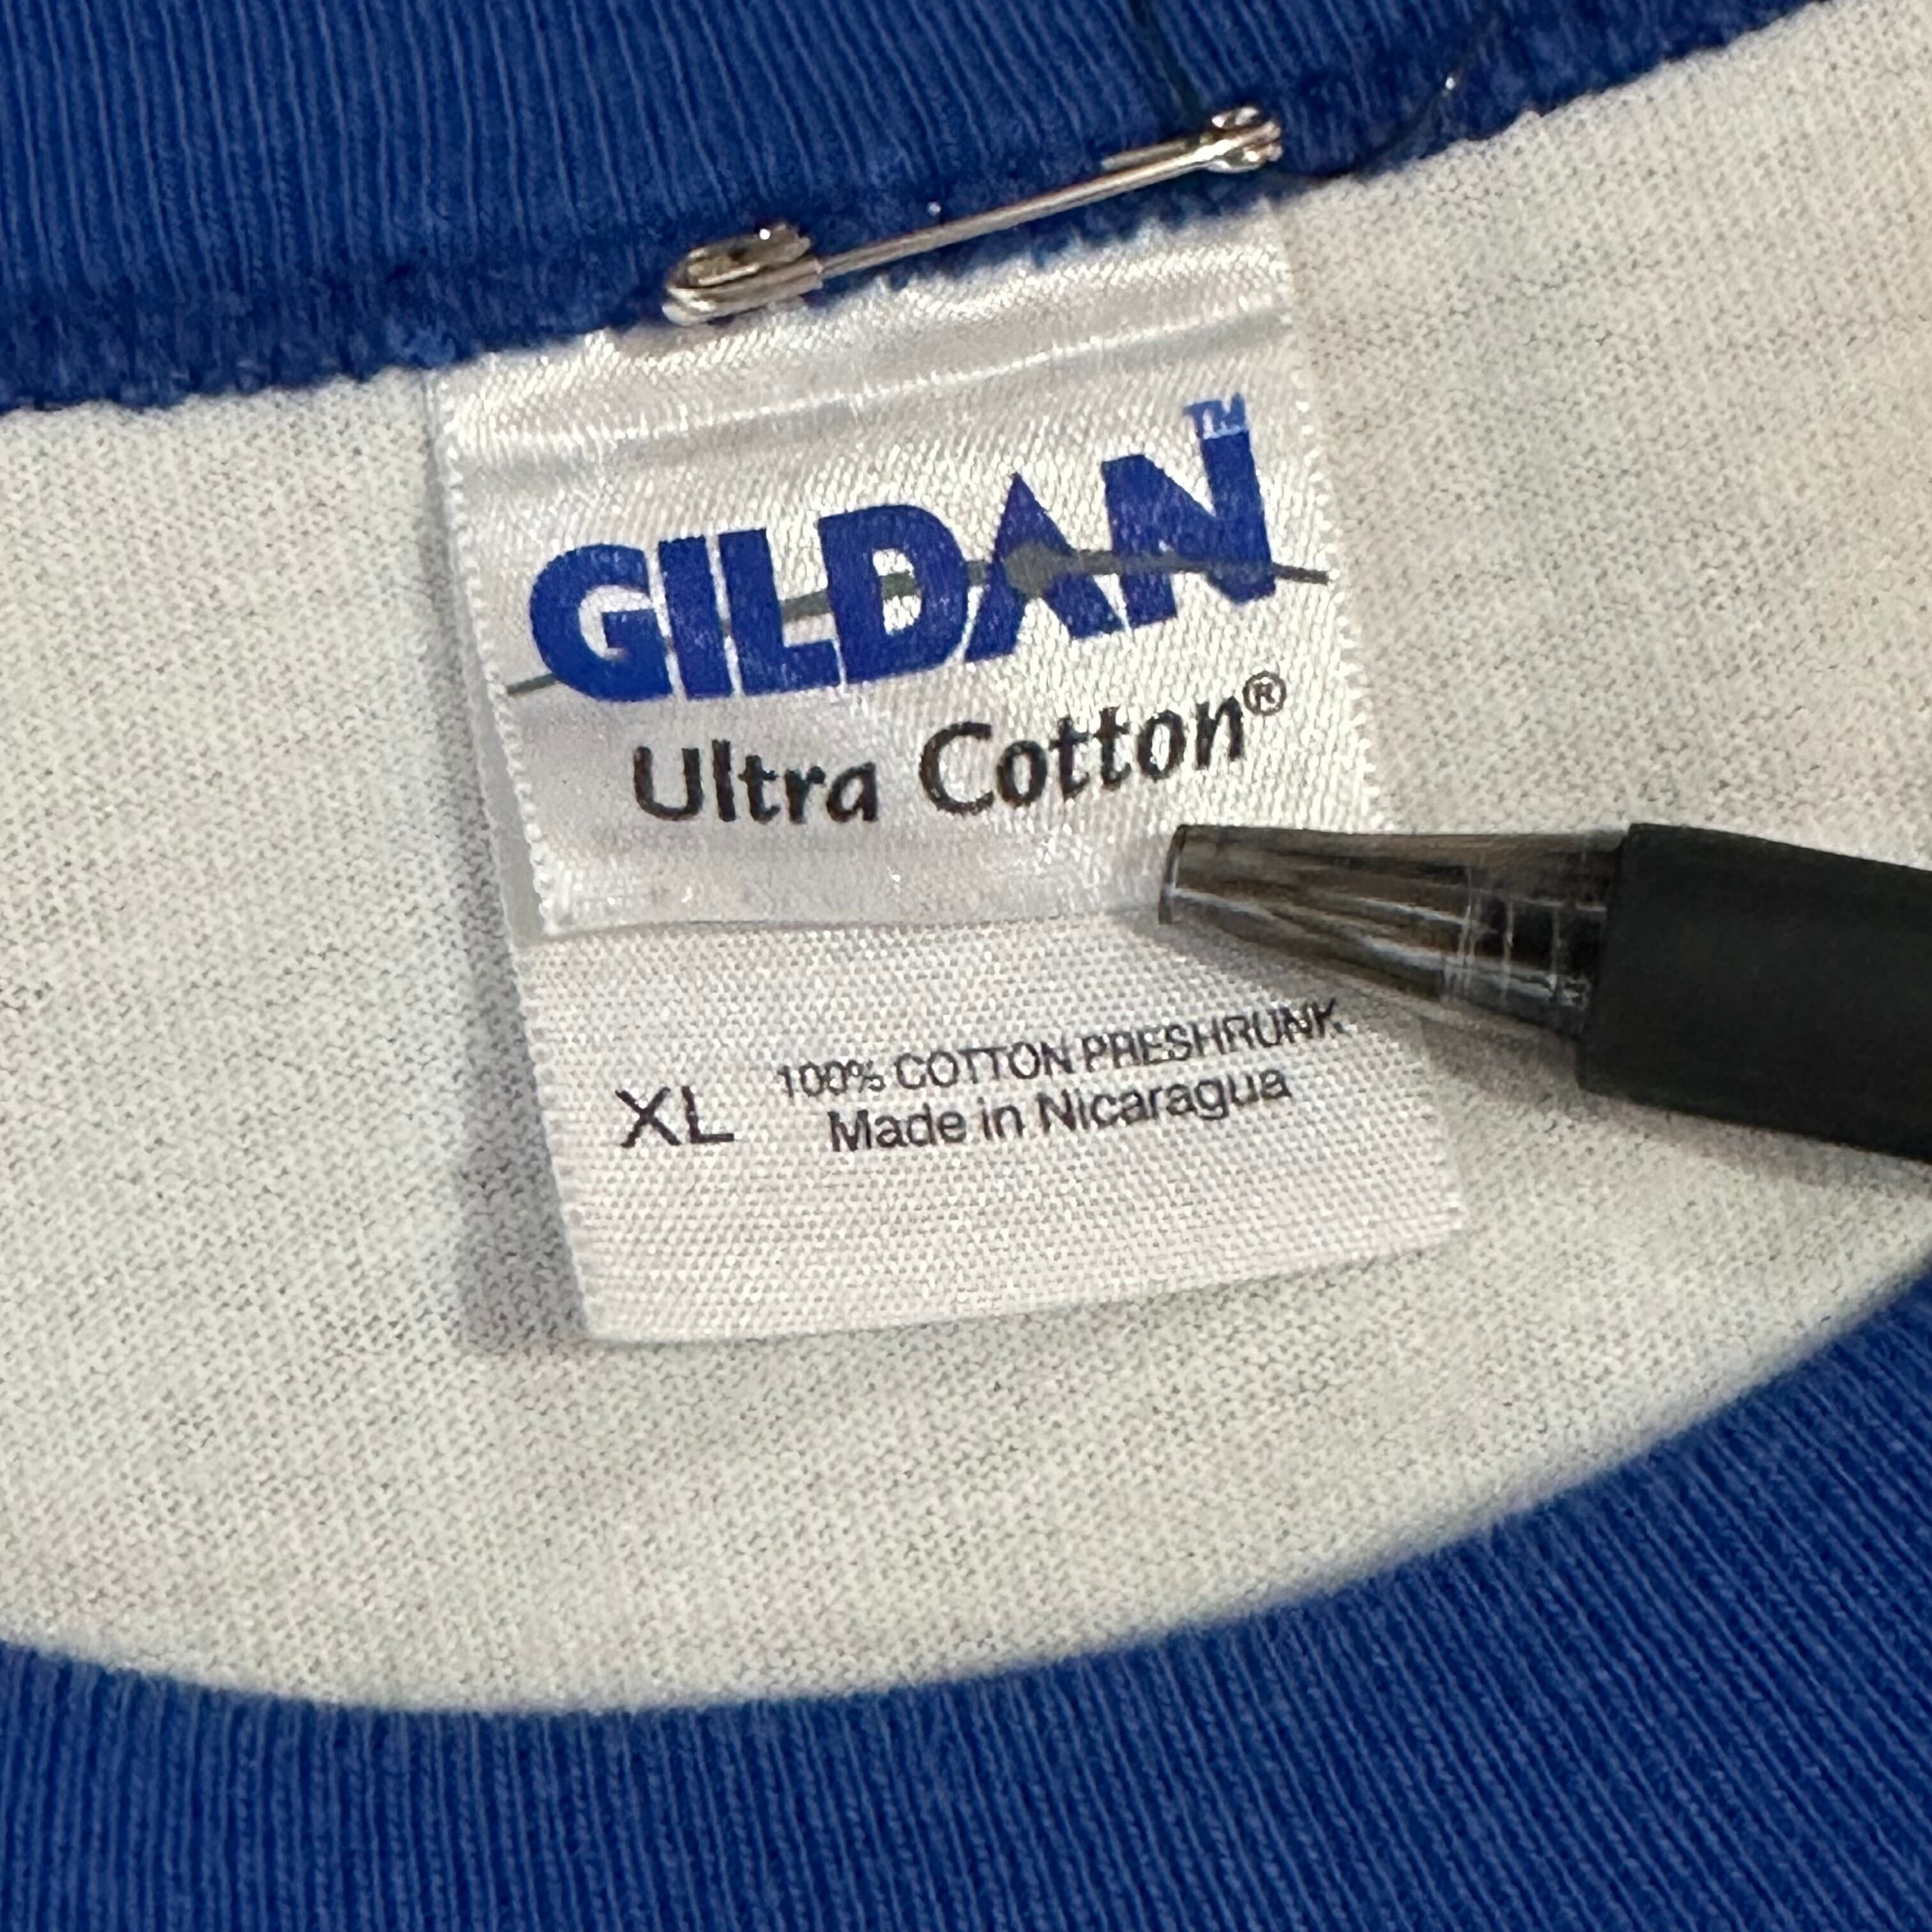 GILDAN™
Ultra Cotton®
100% COTTON PRESHRUNK
XL Made in Nicaragua